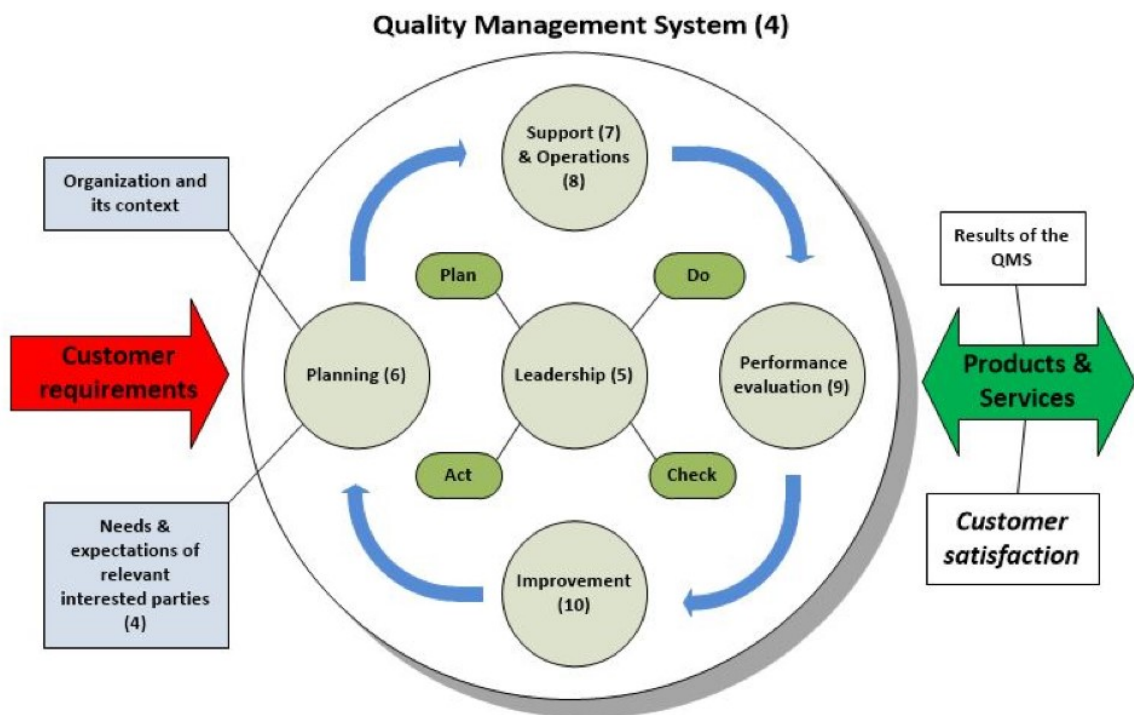 Quality Management System (4)
Support (7)
& Operations
(8)
Organization and
its context
Plan
Do
Results of the
QMS
Customer
requirements
Planning (6)
Leadership (5)
Performance
evaluation (9)
Products &
Services
Act
Check
Needs &
expectations of
relevant
interested parties
(4)
Improvement
(10)
Customer
satisfaction